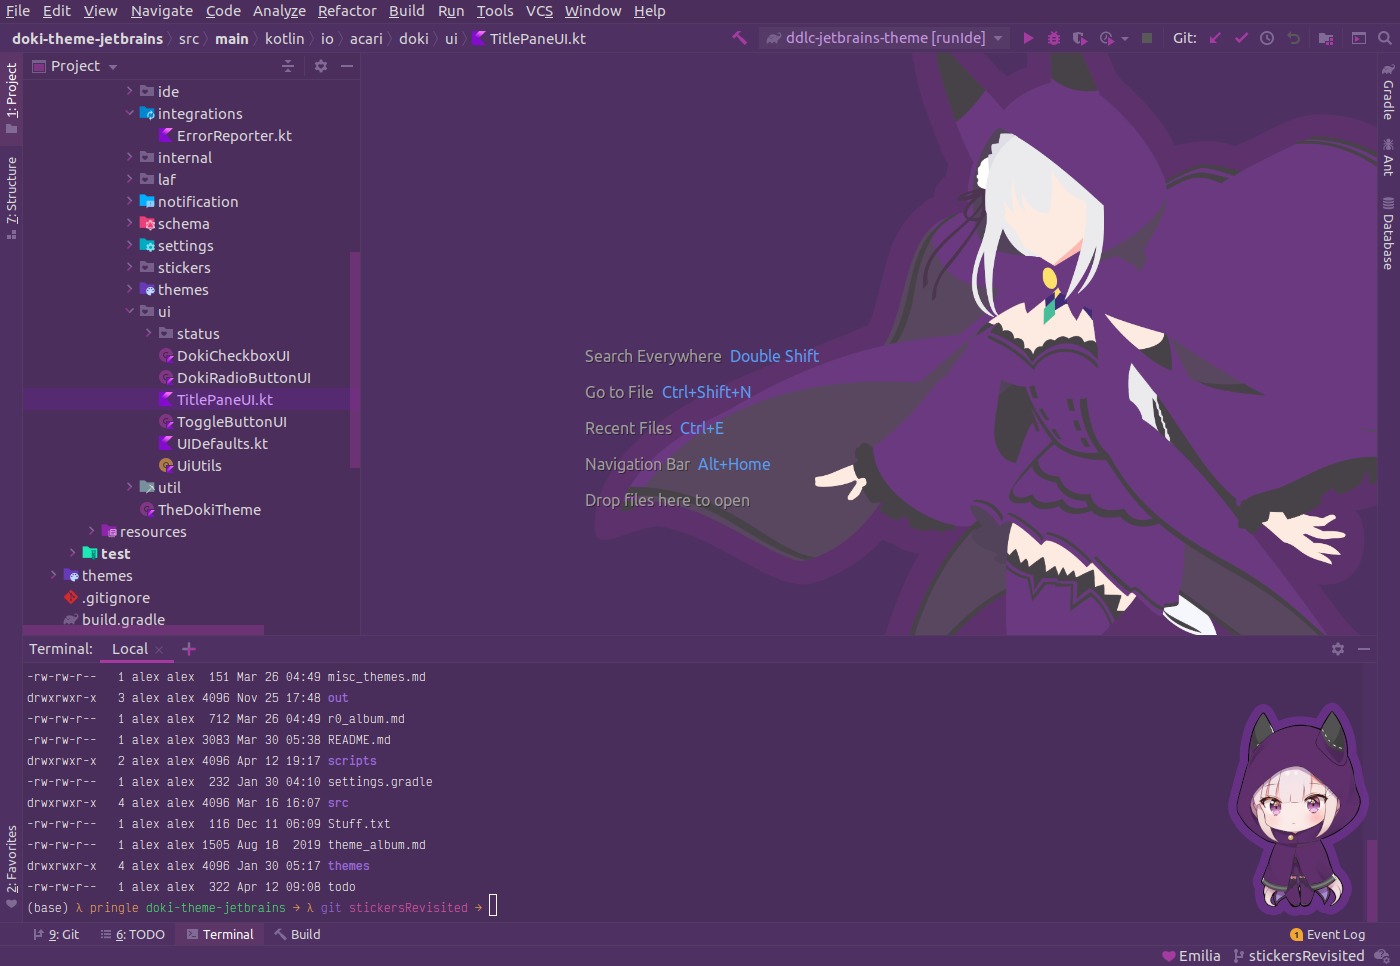 File Edit View Navigate Code Analyze Refactor Build Run Tools VCS Window Help
doki-theme-jetbrains src main kotlin io acari doki ui TitlePaneUI.kt ddlc-jetbrains-theme [runIde] Git:
1: Project
7: Structure
2: Favorites
Project
ide
integrations
ErrorReporter.kt
internal
laf
notification
schema
settings
stickers
themes
ui
status
DokiCheckboxUI
DokiRadioButtonUI
TitlePaneUI.kt
ToggleButtonUI
UIDefaults.kt
UiUtils
util
TheDokiTheme
resources
test
themes
.gitignore
build.gradle
Search Everywhere Double Shift
Go to File Ctrl+Shift+N
Recent Files Ctrl+E
Navigation Bar Alt+Home
Drop files here to open
Gradle
Ant
Database
Terminal: Local
-rw-rw-r-- 1 alex alex 151 Mar 26 04:49 misc_themes.md
drwxrwxr-x 3 alex alex 4096 Nov 25 17:48 out
-rw-rw-r-- 1 alex alex 712 Mar 26 04:49 r0_album.md
-rw-rw-r-- 1 alex alex 3083 Mar 30 05:38 README.md
drwxrwxr-x 2 alex alex 4096 Apr 12 19:17 scripts
-rw-rw-r-- 1 alex alex 232 Jan 30 04:10 settings.gradle
drwxrwxr-x 4 alex alex 4096 Mar 16 16:07 src
-rw-rw-r-- 1 alex alex 116 Dec 11 06:09 Stuff.txt
-rw-rw-r-- 1 alex alex 1505 Aug 18 2019 theme_album.md
drwxrwxr-x 4 alex alex 4096 Jan 30 05:17 themes
-rw-rw-r-- 1 alex alex 322 Apr 12 09:08 todo
(base) λ pringle doki-theme-jetbrains → λ git stickersRevisited →
9: Git 6: TODO Terminal Build 1 Event Log
Emilia stickersRevisited